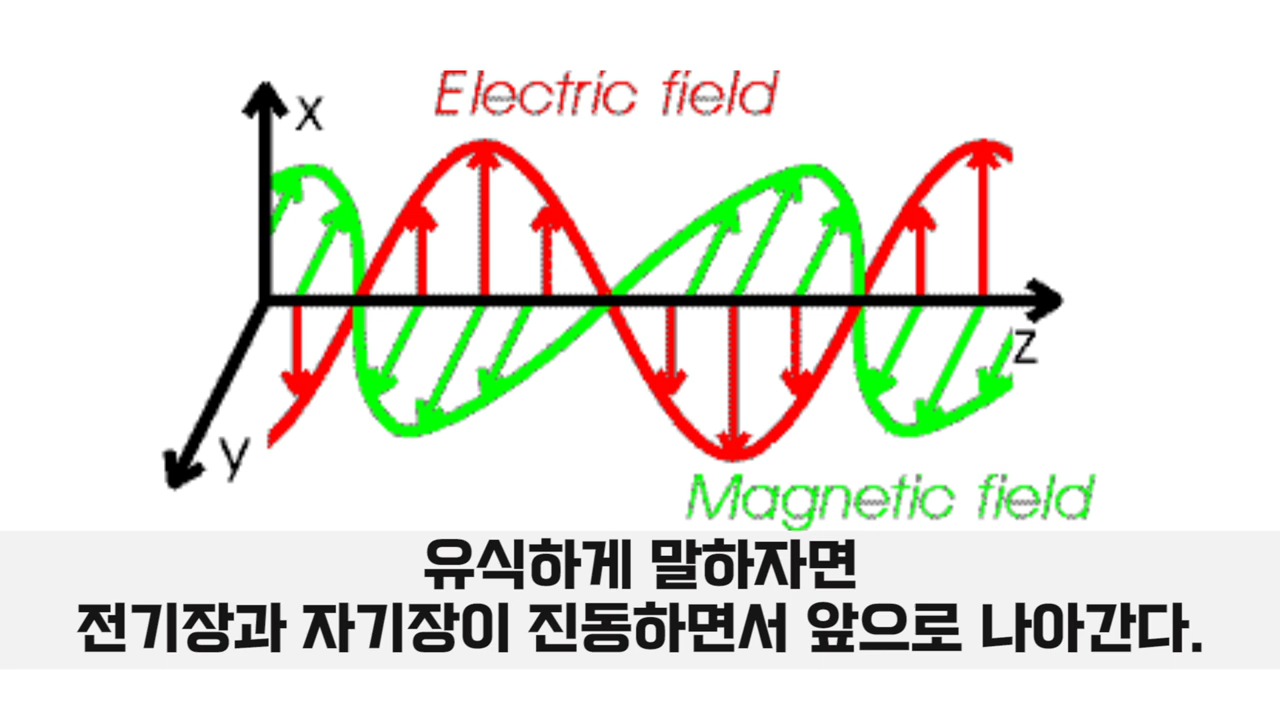 Electric field
X
Z
y
Magnetic field
유식하게 말하자면
전기장과 자기장이 진동하면서 앞으로 나아간다.